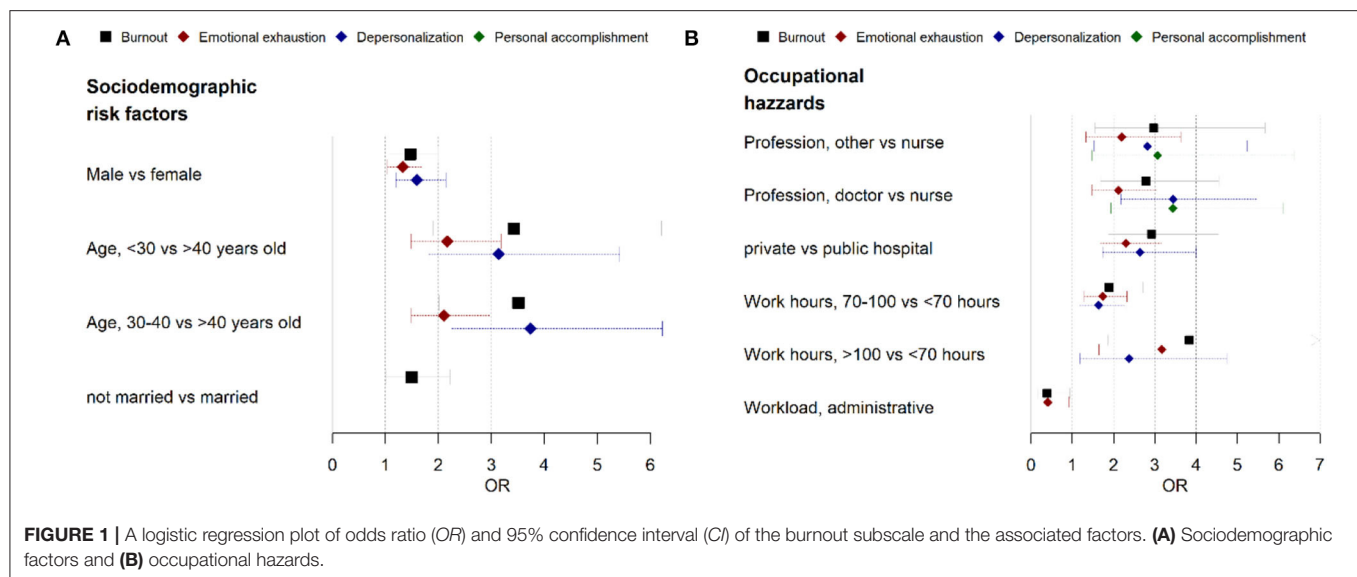 A ■ Burnout ◆ Emotional exhaustion ◆ Depersonalization ◆ Personal accomplishment
Sociodemographic
risk factors
Male vs female
Age, <30 vs >40 years old
Age, 30-40 vs >40 years old
not married vs married
0 1 2 3 4 5 6
OR
B ■ Burnout ◆ Emotional exhaustion ◆ Depersonalization ◆ Personal accomplishment
Occupational
hazzards
Profession, other vs nurse
Profession, doctor vs nurse
private vs public hospital
Work hours, 70-100 vs <70 hours
Work hours, >100 vs <70 hours
Workload, administrative
0 1 2 3 4 5 6 7
OR
FIGURE 1 | A logistic regression plot of odds ratio (OR) and 95% confidence interval (CI) of the burnout subscale and the associated factors. (A) Sociodemographic
factors and (B) occupational hazards.